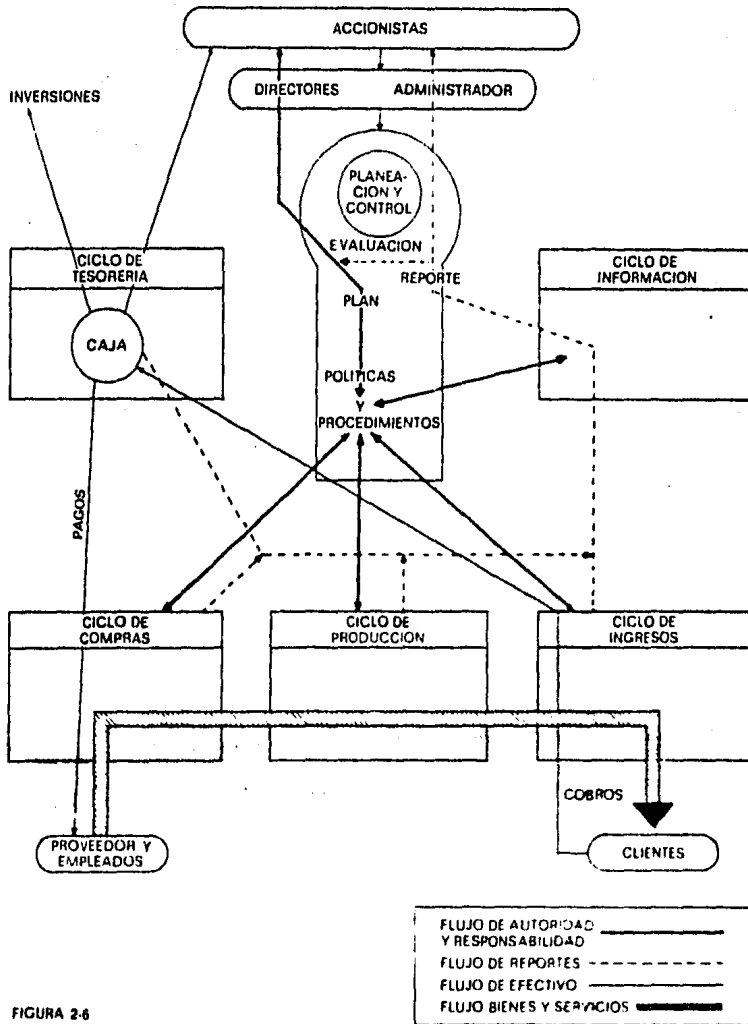 ACCIONISTAS
DIRECTORES ADMINISTRADOR
INVERSIONES
PLANEA-
CION Y
CONTROL
EVALUACION
REPORTE
CICLO DE
TESORERIA
CAJA
CICLO DE
INFORMACION
PLAN
POLITICAS
Y
PROCEDIMIENTOS
PAGOS
CICLO DE
COMPRAS
CICLO DE
PRODUCCION
CICLO DE
INGRESOS
COBROS
PROVEEDOR Y
EMPLEADOS
CLIENTES
FLUJO DE AUTORIDAD
Y RESPONSABILIDAD
FLUJO DE REPORTES
FLUJO DE EFECTIVO
FLUJO BIENES Y SERVICIOS
FIGURA 2-6